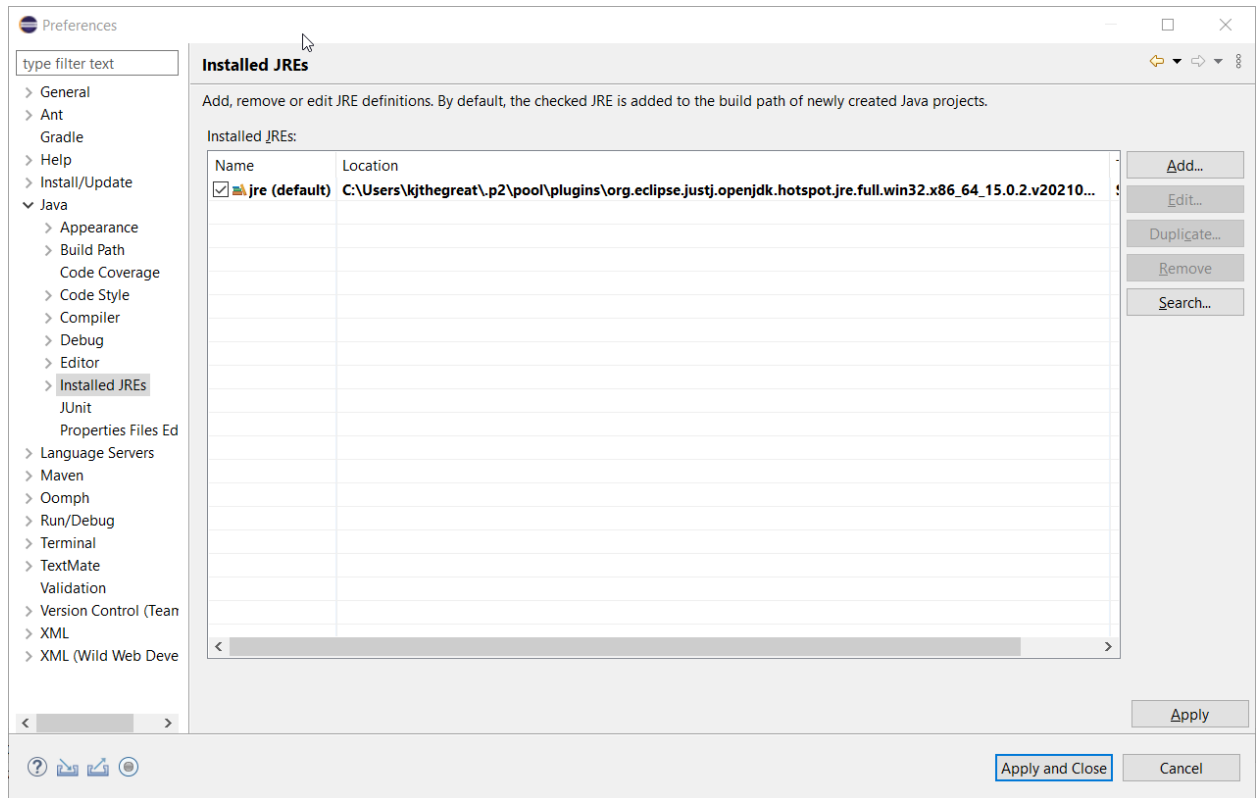 Preferences
type filter text
General
Ant
Gradle
Help
Install/Update
Java
Appearance
Build Path
Code Coverage
Code Style
Compiler
Debug
Editor
Installed JREs
JUnit
Properties Files Ed
Language Servers
Maven
Oomph
Run/Debug
Terminal
TextMate
Validation
Version Control (Team
XML
XML (Wild Web Deve
Installed JREs
Add, remove or edit JRE definitions. By default, the checked JRE is added to the build path of newly created Java projects.
Installed JREs:
Name Location
jre (default) C:\Users\kjthegreat\.p2\pool\plugins\org.eclipse.justj.openjdk.hotspot.jre.full.win32.x86_64_15.0.2.v20210...
Add...
Edit...
Duplicate...
Remove
Search...
Apply
Apply and Close Cancel